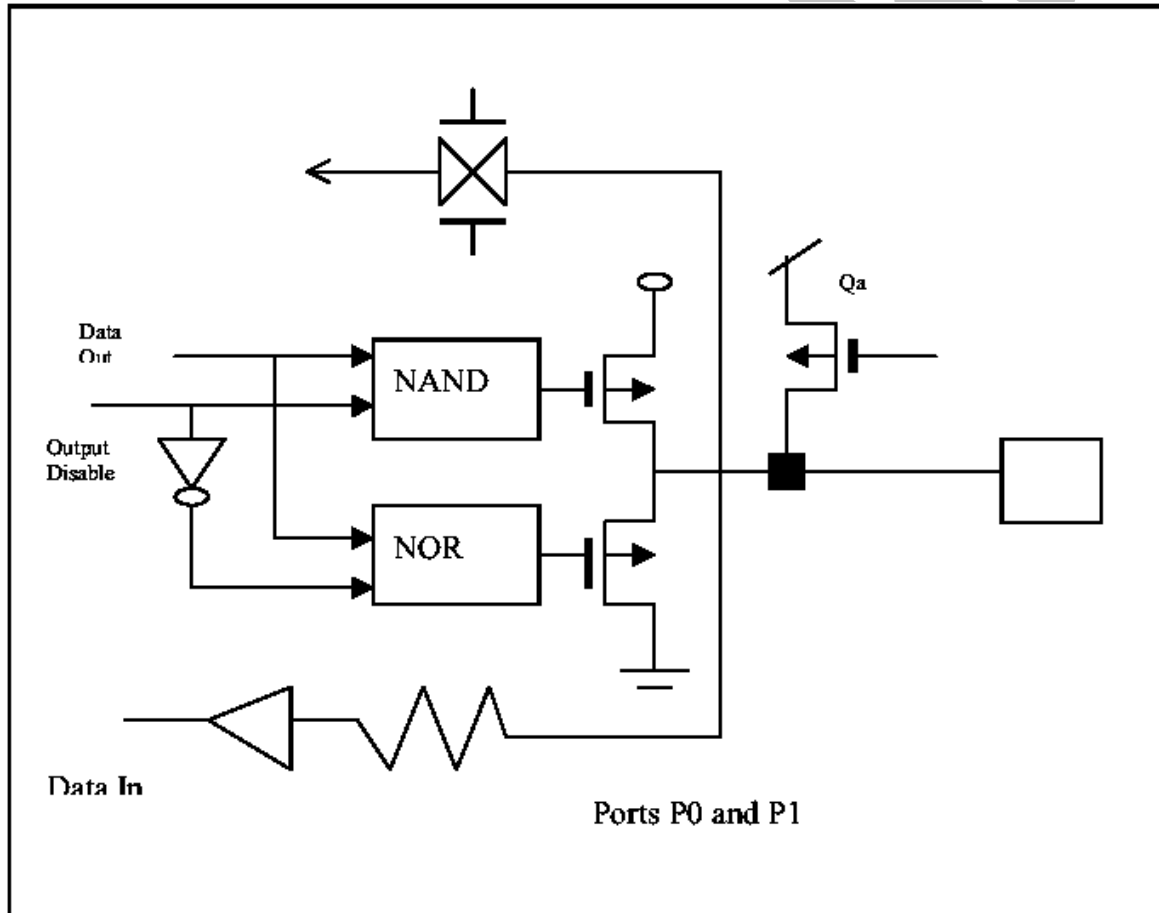 Qa
Data
Out
NAND
Output
Disable
NOR
Data In
Ports P0 and P1